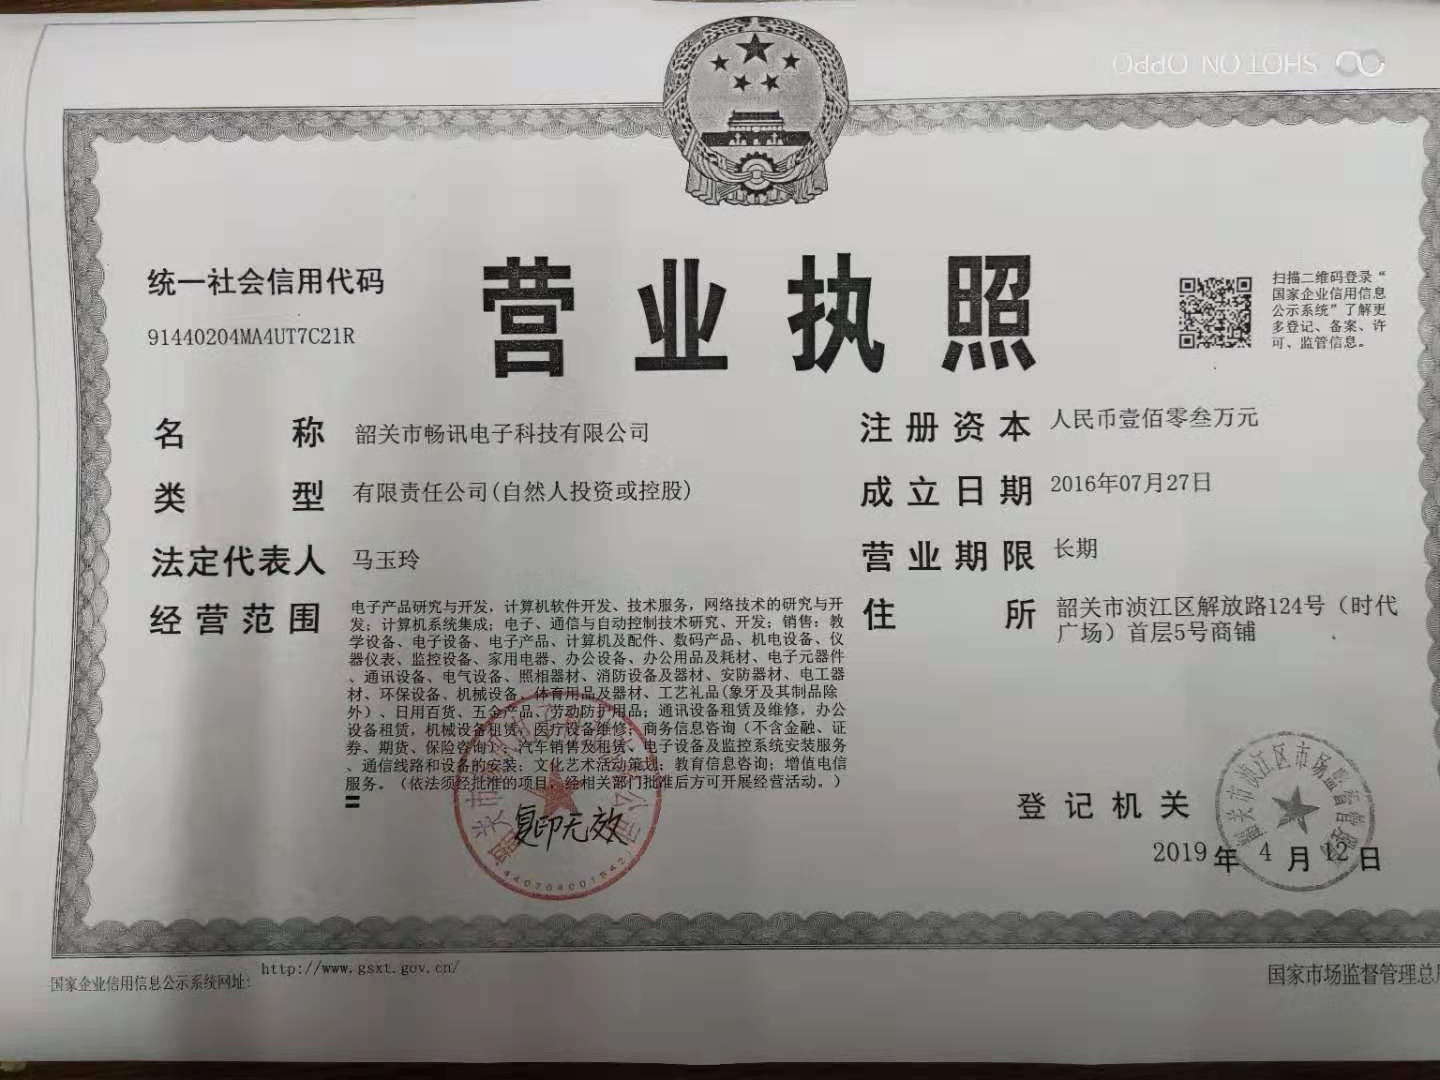 SHOT ON OPPO
营业执照
统一社会信用代码
91440204MA4UT7C21R
扫描二维码登录“
国家企业信用信息
公示系统”了解更
多登记、备案、许
可、监管信息。
名称 韶关市畅讯电子科技有限公司
类型 有限责任公司(自然人投资或控股)
法定代表人 马玉玲
经营范围 电子产品研究与开发，计算机软件开发、技术服务，网络技术的研究与开
发；计算机系统集成；电子、通信与自动控制技术研究、开发；销售：教
学设备、电子设备、电子产品、计算机及配件、数码产品、机电设备、仪
器仪表、监控设备、家用电器、办公设备、办公用品及耗材、电子元器件
、通讯设备、电气设备、照相器材、消防设备及器材、安防器材、电工器
材、环保设备、机械设备、体育用品及器材、工艺礼品(象牙及其制品除
外）、日用百货、五金产品、劳动防护用品；通讯设备租赁及维修，办公
设备租赁，机械设备租赁，医疗设备维修；商务信息咨询（不含金融、证
券、期货、保险咨询）；汽车销售及租赁、电子设备及监控系统安装服务
、通信线路和设备的安装；文化艺术活动策划；教育信息咨询；增值电信
服务。（依法须经批准的项目，经相关部门批准后方可开展经营活动。）
注册资本 人民币壹佰零叁万元
成立日期 2016年07月27日
营业期限 长期
住所 韶关市浈江区解放路124号（时代
广场）首层5号商铺
复印无效
登记机关
韶关市浈江区市场监督管理局
2019年4月12日
国家企业信用信息公示系统网址: http://www.gsxt.gov.cn/
国家市场监督管理总局